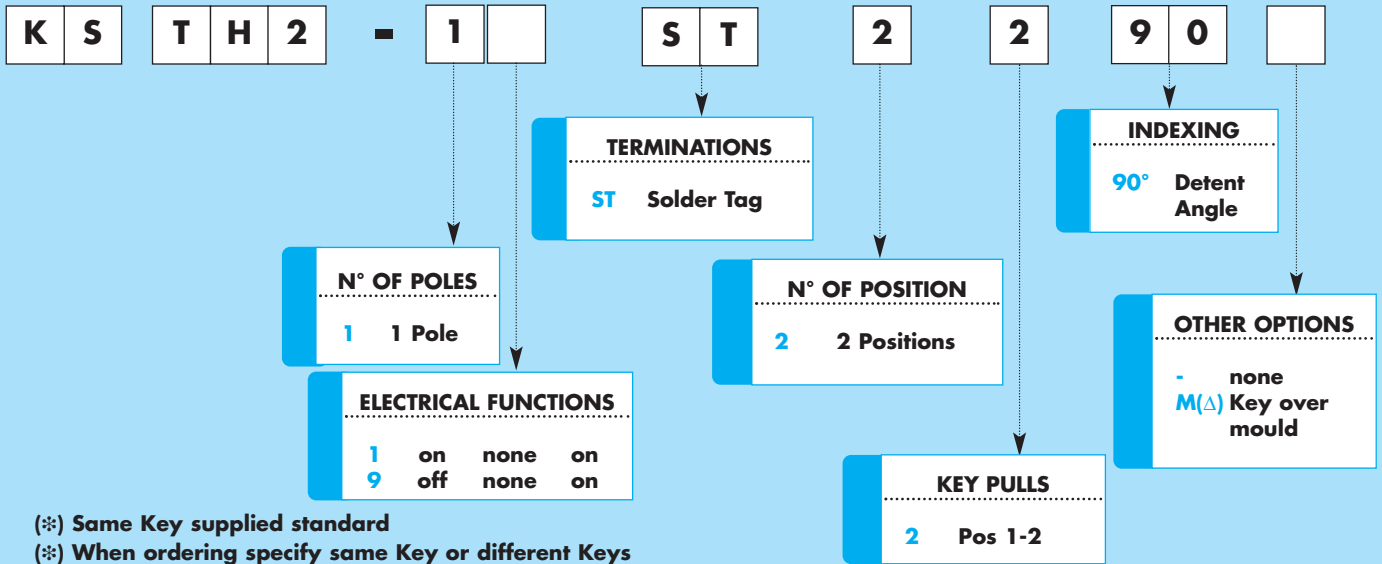 K S T H 2 - 1 S T 2 2 9 0
TERMINATIONS
ST Solder Tag
INDEXING
90° Detent
Angle
N° OF POLES
1 1 Pole
N° OF POSITION
2 2 Positions
OTHER OPTIONS
- none
M(∆) Key over
mould
ELECTRICAL FUNCTIONS
1 on none on
9 off none on
KEY PULLS
2 Pos 1-2
(✻) Same Key supplied standard
(✻) When ordering specify same Key or different Keys